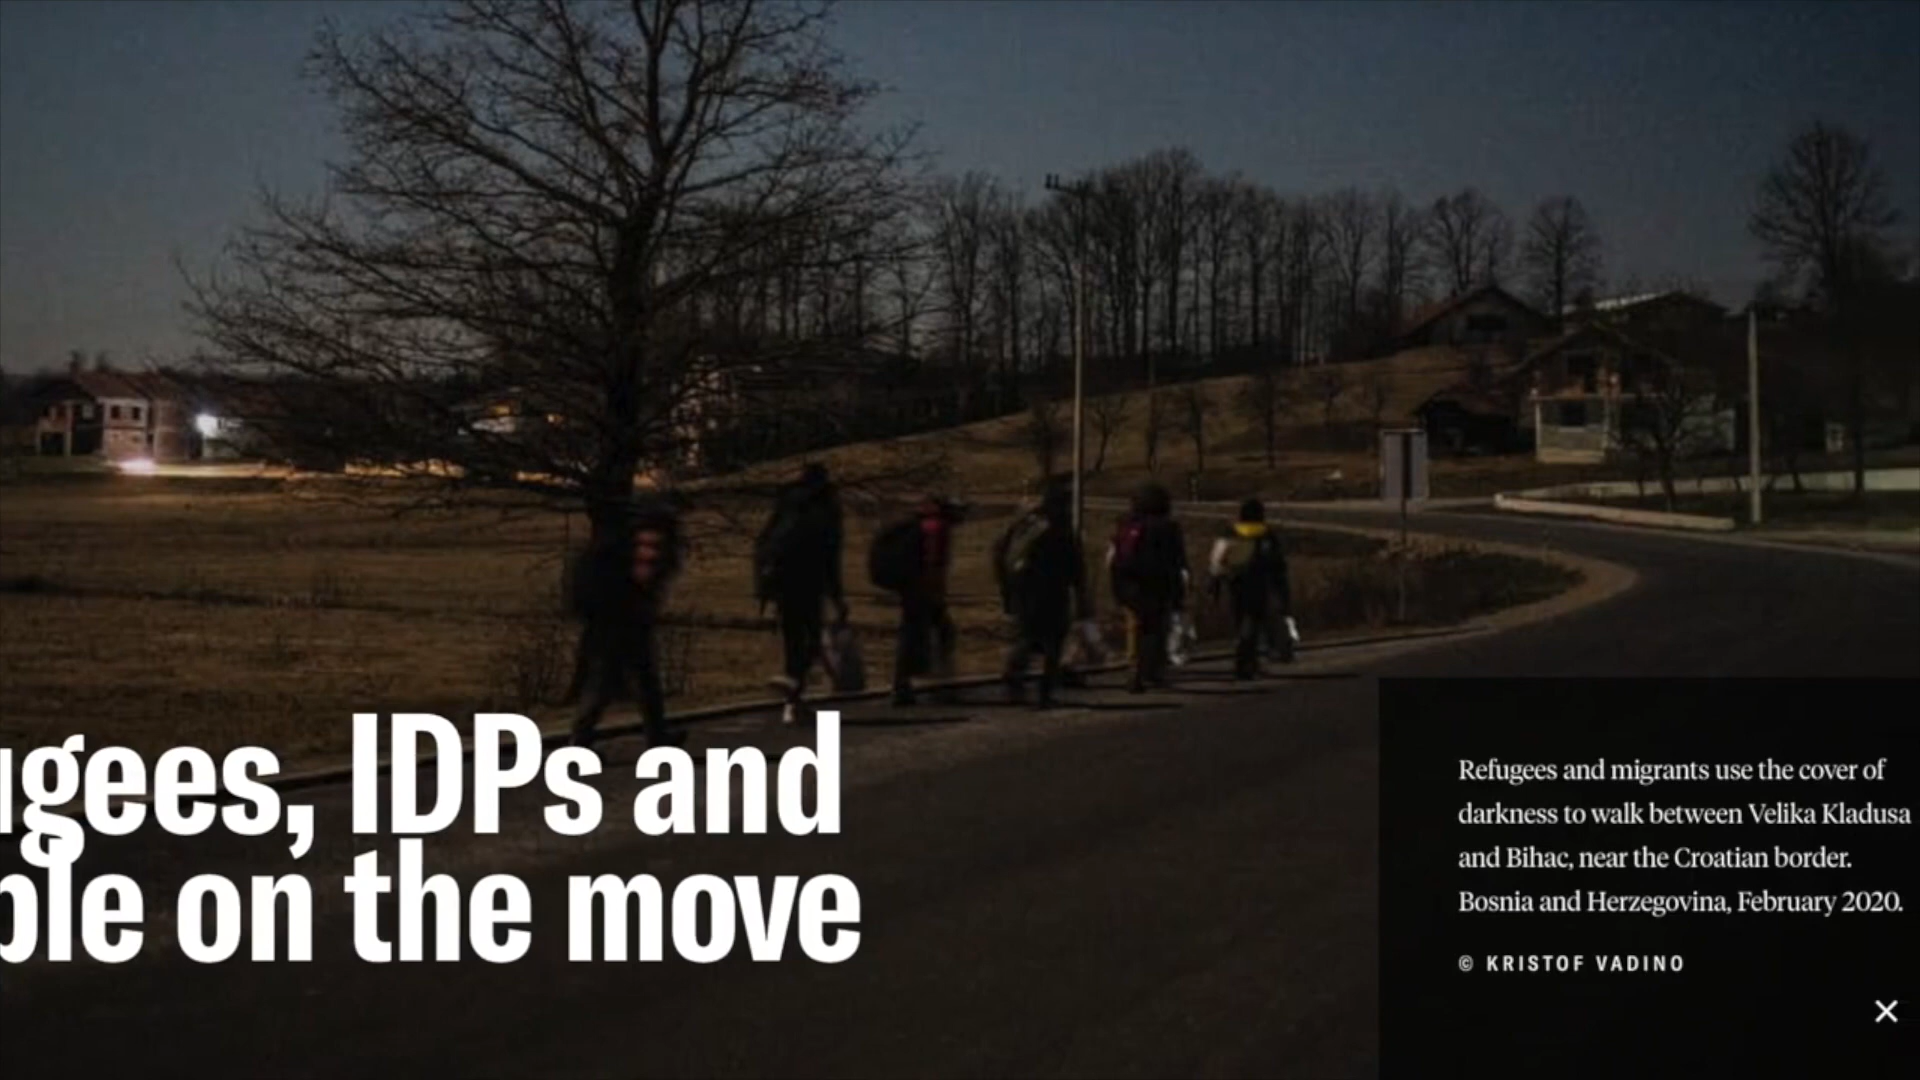 ugees, IDPs and
ple on the move
Refugees and migrants use the cover of
darkness to walk between Velika Kladusa
and Bihac, near the Croatian border.
Bosnia and Herzegovina, February 2020.
© KRISTOF VADINO